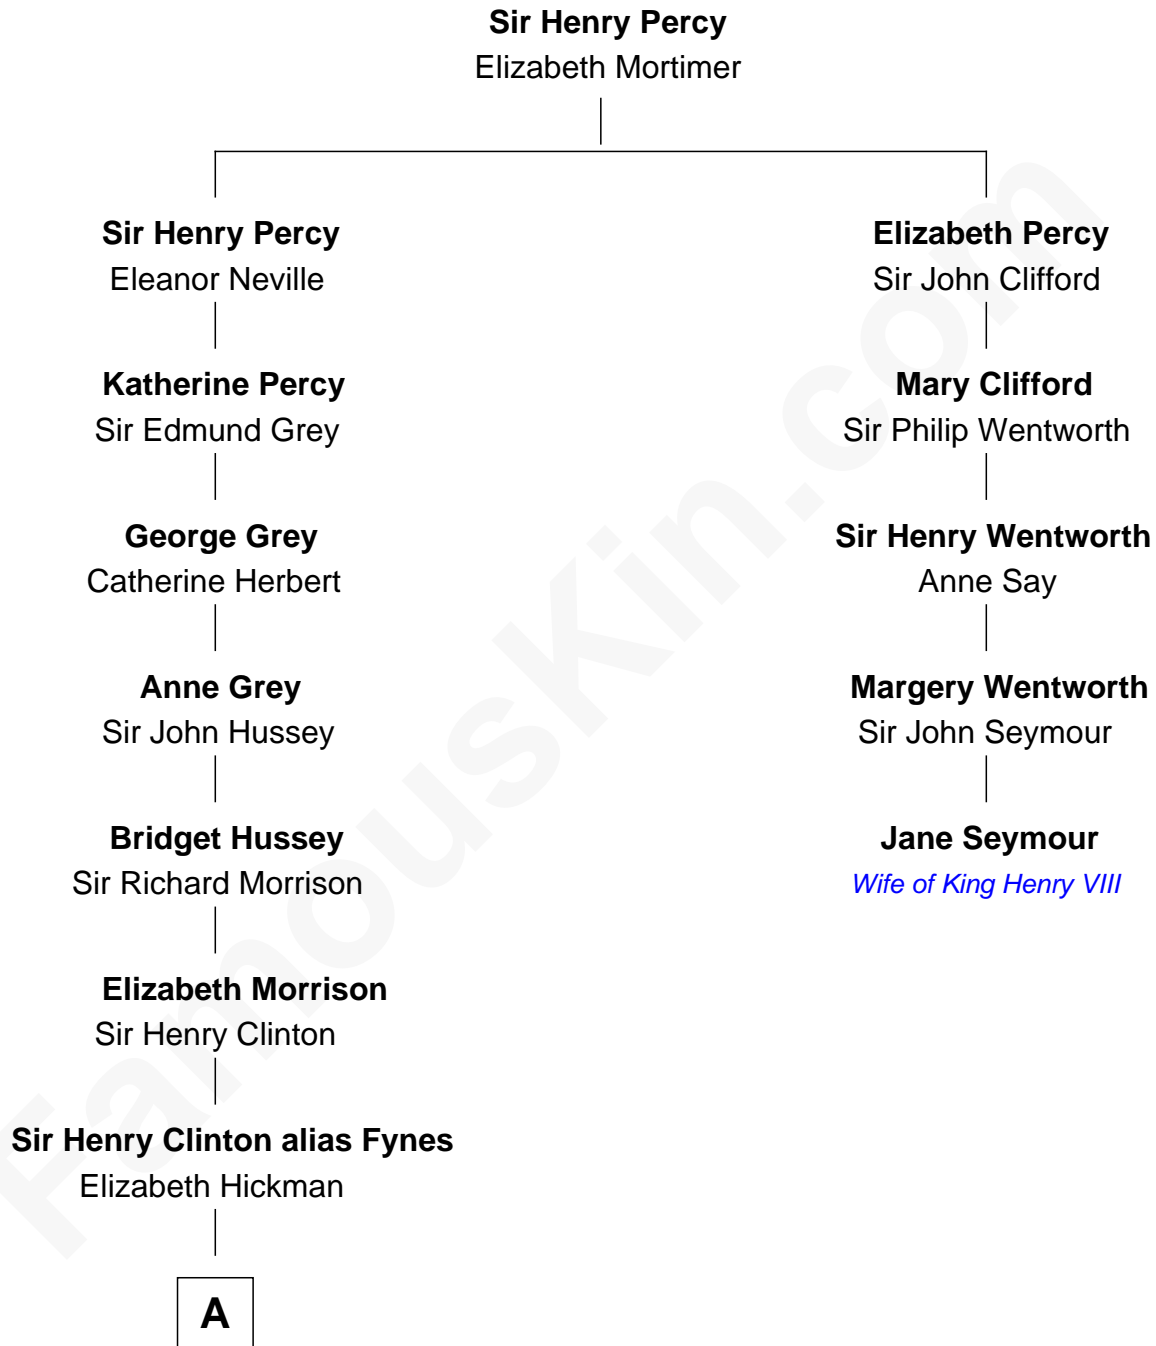 Sir Henry Percy
Elizabeth Mortimer
Sir Henry Percy
Eleanor Neville
Katherine Percy
Sir Edmund Grey
George Grey
Catherine Herbert
Anne Grey
Sir John Hussey
Bridget Hussey
Sir Richard Morrison
Elizabeth Morrison
Sir Henry Clinton
Sir Henry Clinton alias Fynes
Elizabeth Hickman
A
Elizabeth Percy
Sir John Clifford
Mary Clifford
Sir Philip Wentworth
Sir Henry Wentworth
Anne Say
Margery Wentworth
Sir John Seymour
Jane Seymour
Wife of King Henry VIII
FamousKin.com